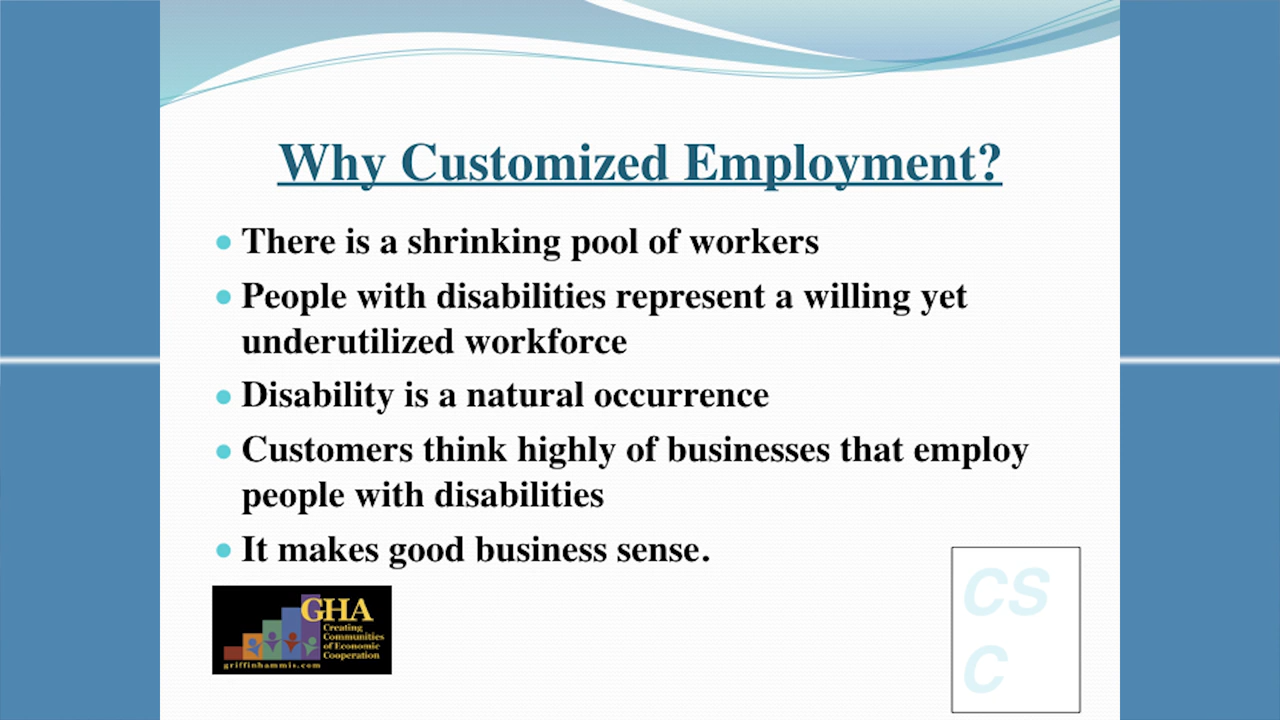 Why Customized Employment?
There is a shrinking pool of workers
People with disabilities represent a willing yet
underutilized workforce
Disability is a natural occurrence
Customers think highly of businesses that employ
people with disabilities
It makes good business sense.
GHA
Creating
Communities
of Economic
Cooperation
griffinhammis.com
CS
C